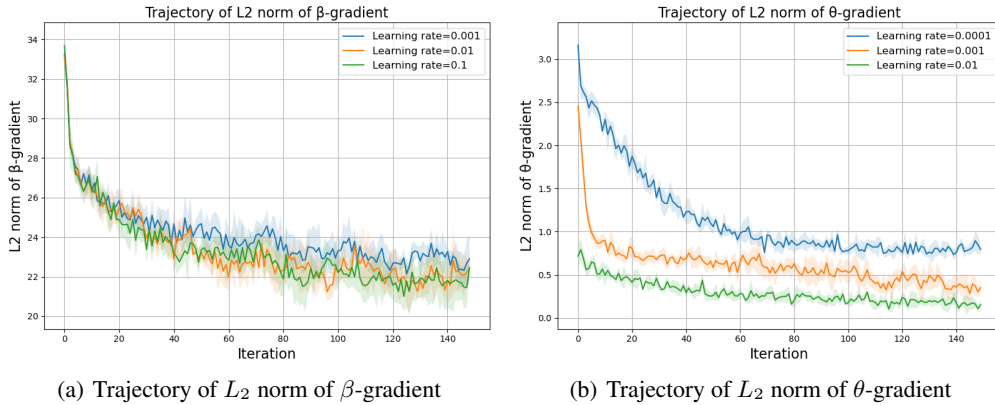 Trajectory of L2 norm of β-gradient
Learning rate=0.001
Learning rate=0.01
Learning rate=0.1
34
32
30
28
26
24
22
20
L2 norm of β-gradient
0
20
40
60
80
100
120
140
Iteration
(a) Trajectory of L₂ norm of β-gradient
Trajectory of L2 norm of θ-gradient
Learning rate=0.0001
Learning rate=0.001
Learning rate=0.01
3.0
2.5
2.0
1.5
1.0
0.5
0.0
L2 norm of θ-gradient
0
20
40
60
80
100
120
140
Iteration
(b) Trajectory of L₂ norm of θ-gradient